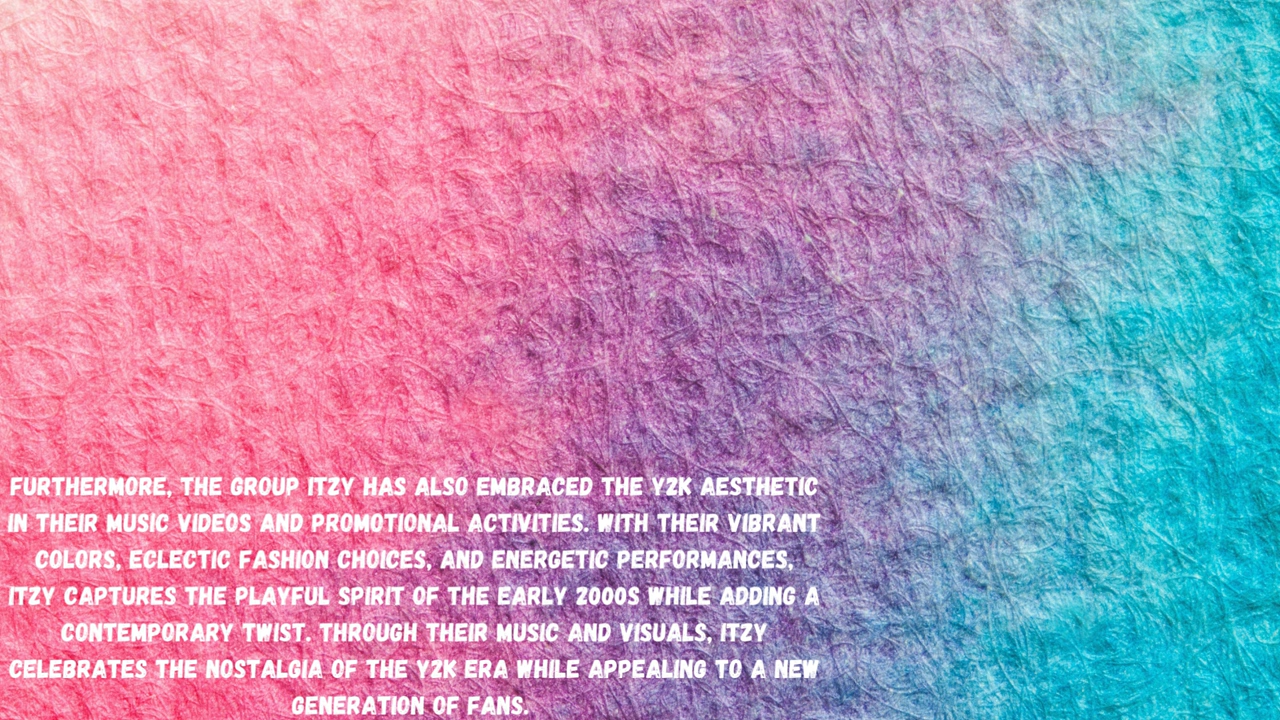 FURTHERMORE, THE GROUP ITZY HAS ALSO EMBRACED THE Y2K AESTHETIC
IN THEIR MUSIC VIDEOS AND PROMOTIONAL ACTIVITIES. WITH THEIR VIBRANT
COLORS, ECLECTIC FASHION CHOICES, AND ENERGETIC PERFORMANCES,
ITZY CAPTURES THE PLAYFUL SPIRIT OF THE EARLY 2000S WHILE ADDING A
CONTEMPORARY TWIST. THROUGH THEIR MUSIC AND VISUALS, ITZY
CELEBRATES THE NOSTALGIA OF THE Y2K ERA WHILE APPEALING TO A NEW
GENERATION OF FANS.